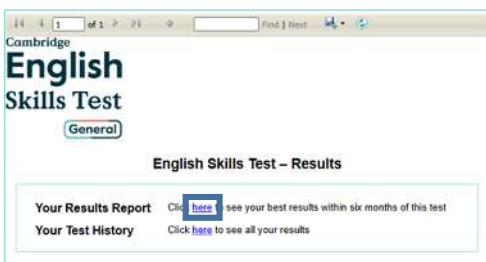 1 of 1 Find | Next
Cambridge
English
Skills Test
General
English Skills Test – Results
Your Results Report Click here to see your best results within six months of this test
Your Test History Click here to see all your results